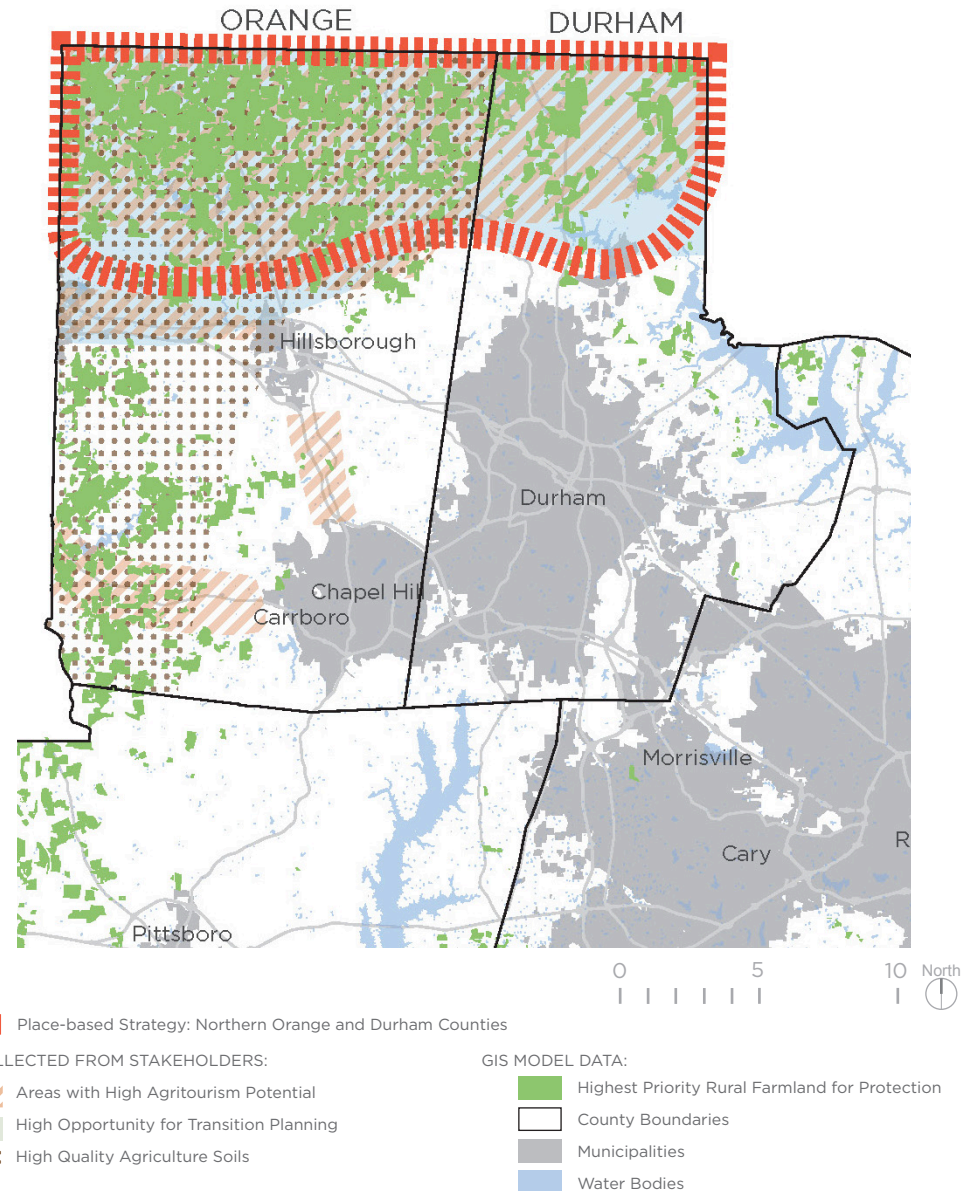 ORANGE
DURHAM
Hillsborough
Durham
Chapel Hill
Carrboro
Morrisville
Cary
R
Pittsboro
0 5 10 North
Place-based Strategy: Northern Orange and Durham Counties
LLECTED FROM STAKEHOLDERS:
Areas with High Agritourism Potential
High Opportunity for Transition Planning
High Quality Agriculture Soils
GIS MODEL DATA:
Highest Priority Rural Farmland for Protection
County Boundaries
Municipalities
Water Bodies